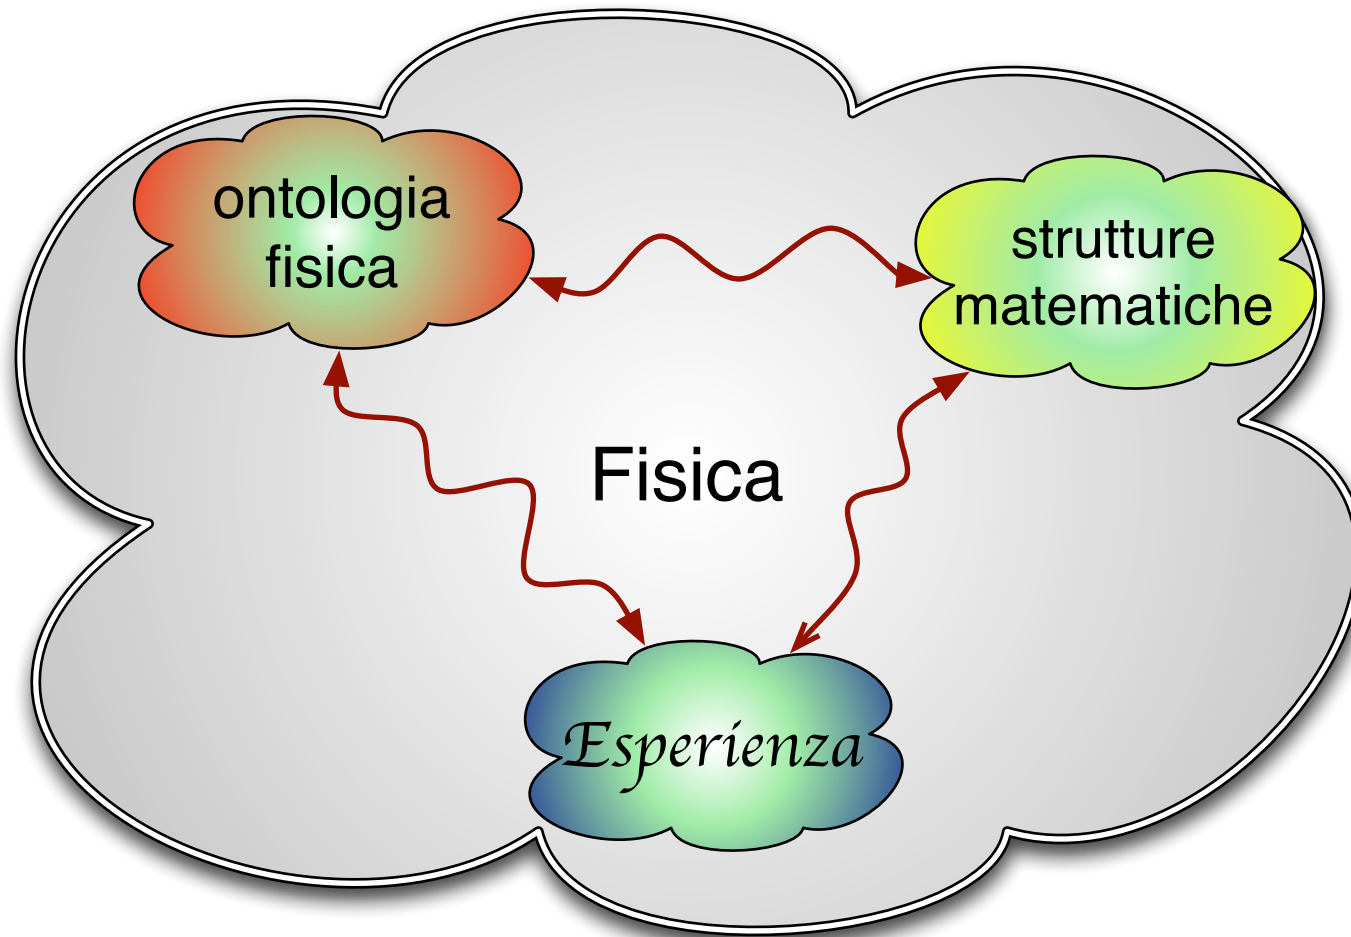 ontologia
fisica
strutture
matematiche
Fisica
Esperienza